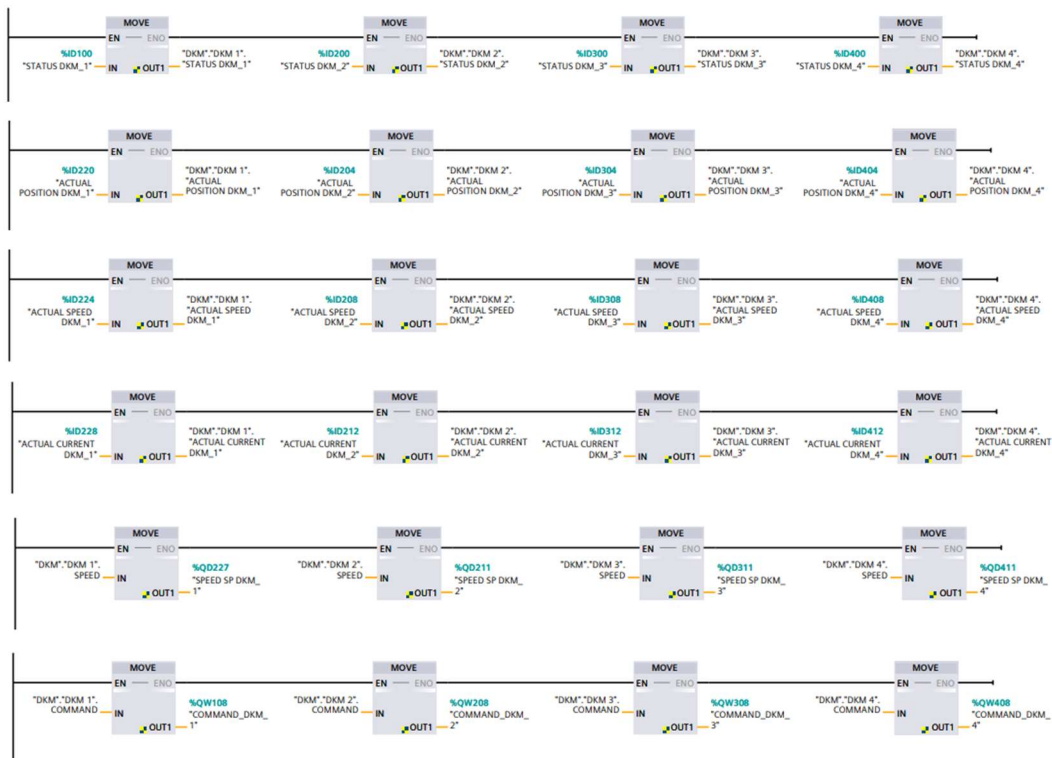 MOVE MOVE MOVE MOVE
EN ENO EN ENO EN ENO EN ENO
%ID100 "DKM"."DKM 1". %ID200 "DKM"."DKM 2". %ID300 "DKM"."DKM 3". %ID400 "DKM"."DKM 4".
"STATUS DKM_1" IN OUT1 "STATUS DKM_1" "STATUS DKM_2" IN OUT1 "STATUS DKM_2" "STATUS DKM_3" IN OUT1 "STATUS DKM_3" "STATUS DKM_4" IN OUT1 "STATUS DKM_4"
MOVE MOVE MOVE MOVE
EN ENO EN ENO EN ENO EN ENO
%ID220 "DKM"."DKM 1". %ID204 "DKM"."DKM 2". %ID304 "DKM"."DKM 3". %ID404 "DKM"."DKM 4".
"ACTUAL "ACTUAL "ACTUAL "ACTUAL "ACTUAL "ACTUAL "ACTUAL "ACTUAL
POSITION DKM_1" IN OUT1 POSITION DKM_1" POSITION DKM_2" IN OUT1 POSITION DKM_2" POSITION DKM_3" IN OUT1 POSITION DKM_3" POSITION DKM_4" IN OUT1 POSITION DKM_4"
MOVE MOVE MOVE MOVE
EN ENO EN ENO EN ENO EN ENO
%ID224 "DKM"."DKM 1". %ID208 "DKM"."DKM 2". %ID308 "DKM"."DKM 3". %ID408 "DKM"."DKM 4".
"ACTUAL SPEED "ACTUAL SPEED "ACTUAL SPEED "ACTUAL SPEED "ACTUAL SPEED "ACTUAL SPEED "ACTUAL SPEED "ACTUAL SPEED
DKM_1" IN OUT1 DKM_1" DKM_2" IN OUT1 DKM_2" DKM_3" IN OUT1 DKM_3" DKM_4" IN OUT1 DKM_4"
MOVE MOVE MOVE MOVE
EN ENO EN ENO EN ENO EN ENO
%ID228 "DKM"."DKM 1". %ID212 "DKM"."DKM 2". %ID312 "DKM"."DKM 3". %ID412 "DKM"."DKM 4".
"ACTUAL CURRENT "ACTUAL CURRENT "ACTUAL CURRENT "ACTUAL CURRENT "ACTUAL CURRENT "ACTUAL CURRENT "ACTUAL CURRENT "ACTUAL CURRENT
DKM_1" IN OUT1 DKM_1" DKM_2" IN OUT1 DKM_2" DKM_3" IN OUT1 DKM_3" DKM_4" IN OUT1 DKM_4"
MOVE MOVE MOVE MOVE
EN ENO EN ENO EN ENO EN ENO
"DKM"."DKM 1". %QD227 "DKM"."DKM 2". %QD211 "DKM"."DKM 3". %QD311 "DKM"."DKM 4". %QD411
SPEED IN "SPEED SP DKM_ SPEED IN "SPEED SP DKM_ SPEED IN "SPEED SP DKM_ SPEED IN "SPEED SP DKM_
OUT1 1" OUT1 2" OUT1 3" OUT1 4"
MOVE MOVE MOVE MOVE
EN ENO EN ENO EN ENO EN ENO
"DKM"."DKM 1". %QW108 "DKM"."DKM 2". %QW208 "DKM"."DKM 3". %QW308 "DKM"."DKM 4". %QW408
COMMAND IN "COMMAND_DKM_ COMMAND IN "COMMAND_DKM_ COMMAND IN "COMMAND_DKM_ COMMAND IN "COMMAND_DKM_
OUT1 1" OUT1 2" OUT1 3" OUT1 4"